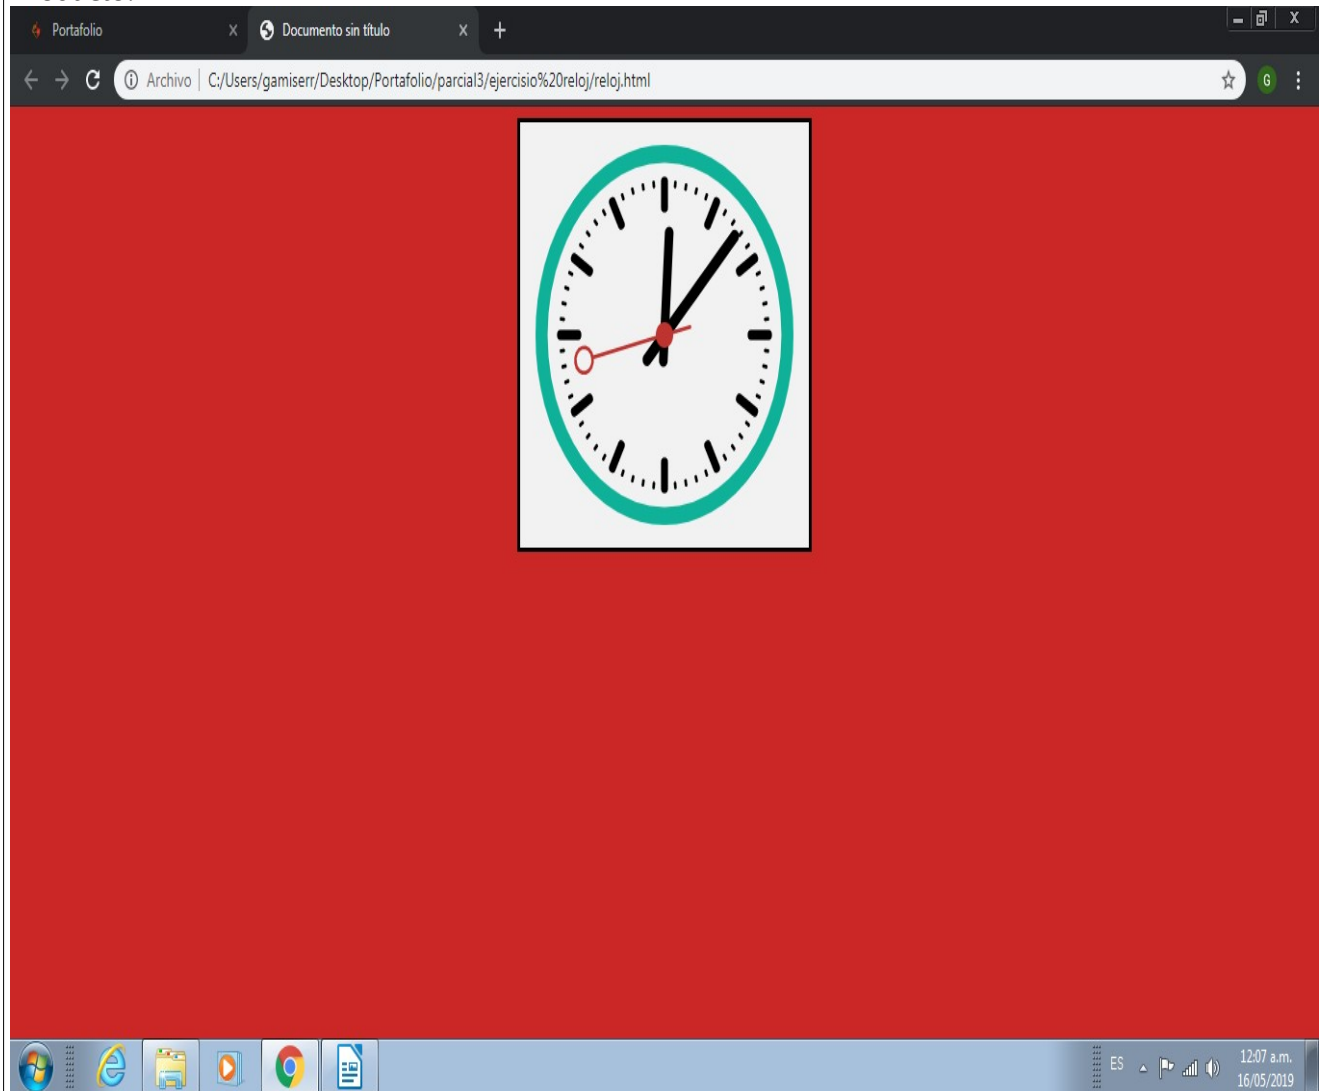 Portafolio
Documento sin título
Archivo | C:/Users/gamiserr/Desktop/Portafolio/parcial3/ejercisio%20reloj/reloj.html
G
ES
12:07 a.m.
16/05/2019